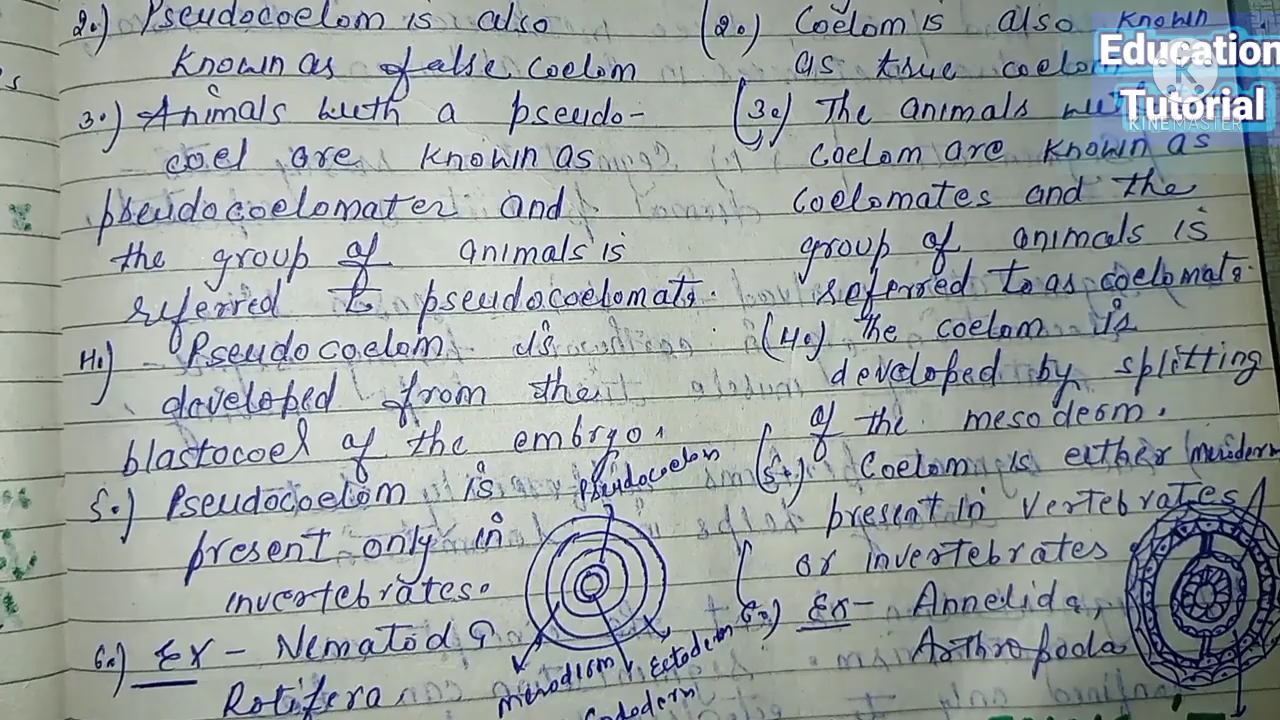 2.) Pseudocoelom is also
known as false coelom
3.) Animals with a pseudo-
coel are known as
pseudocoelomates and
the group of animals is
referred to pseudocoelomats.
4.) Pseudocoelom is
developed from the
blastocoel of the embryo.
5.) Pseudocoelom is
present only in
invertebrates.
6.) Ex - Nematoda
Rotifera
Pseudocoelom
Mesoderm
Ectoderm
Endoderm
(2.) Coelom is also known
as true coelom
(3.) The animals with
coelom are known as
coelomates and the
group of animals is
referred to as coelomats.
(4.) The coelom is
developed by splitting
of the mesoderm.
(5.) Coelom is either
present in vertebrates
or invertebrates
6.) Ex - Annelida,
Arthropoda
Education
Tutorial
KINEMASTER